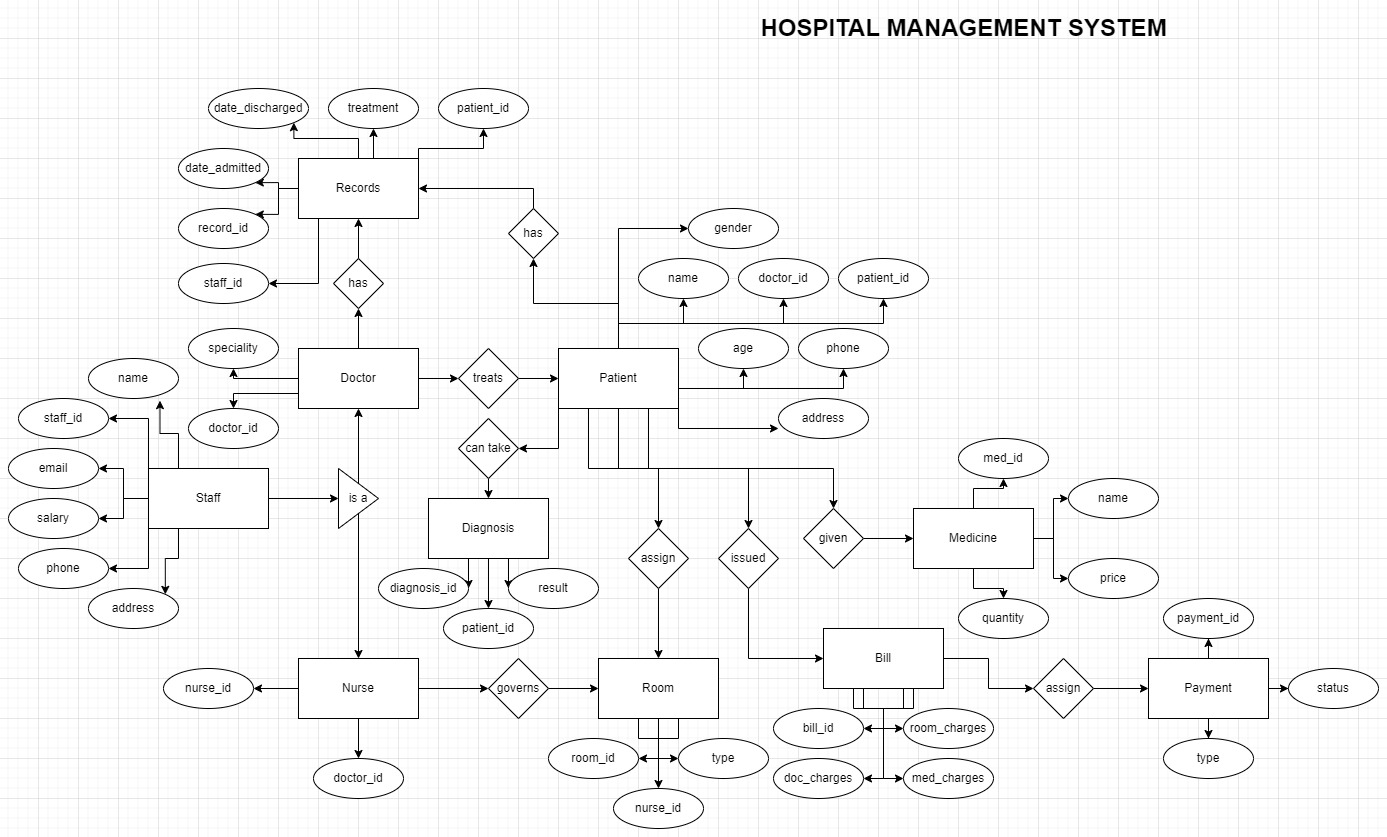 HOSPITAL MANAGEMENT SYSTEM
date_discharged
treatment
patient_id
date_admitted
Records
record_id
has
gender
staff_id
has
name
doctor_id
patient_id
speciality
age
phone
name
Doctor
treats
Patient
staff_id
doctor_id
address
email
can take
med_id
Staff
is a
name
salary
Diagnosis
given
Medicine
phone
assign
issued
diagnosis_id
result
price
address
patient_id
quantity
payment_id
Bill
nurse_id
Nurse
governs
Room
assign
Payment
status
bill_id
room_charges
room_id
type
type
doctor_id
doc_charges
med_charges
nurse_id